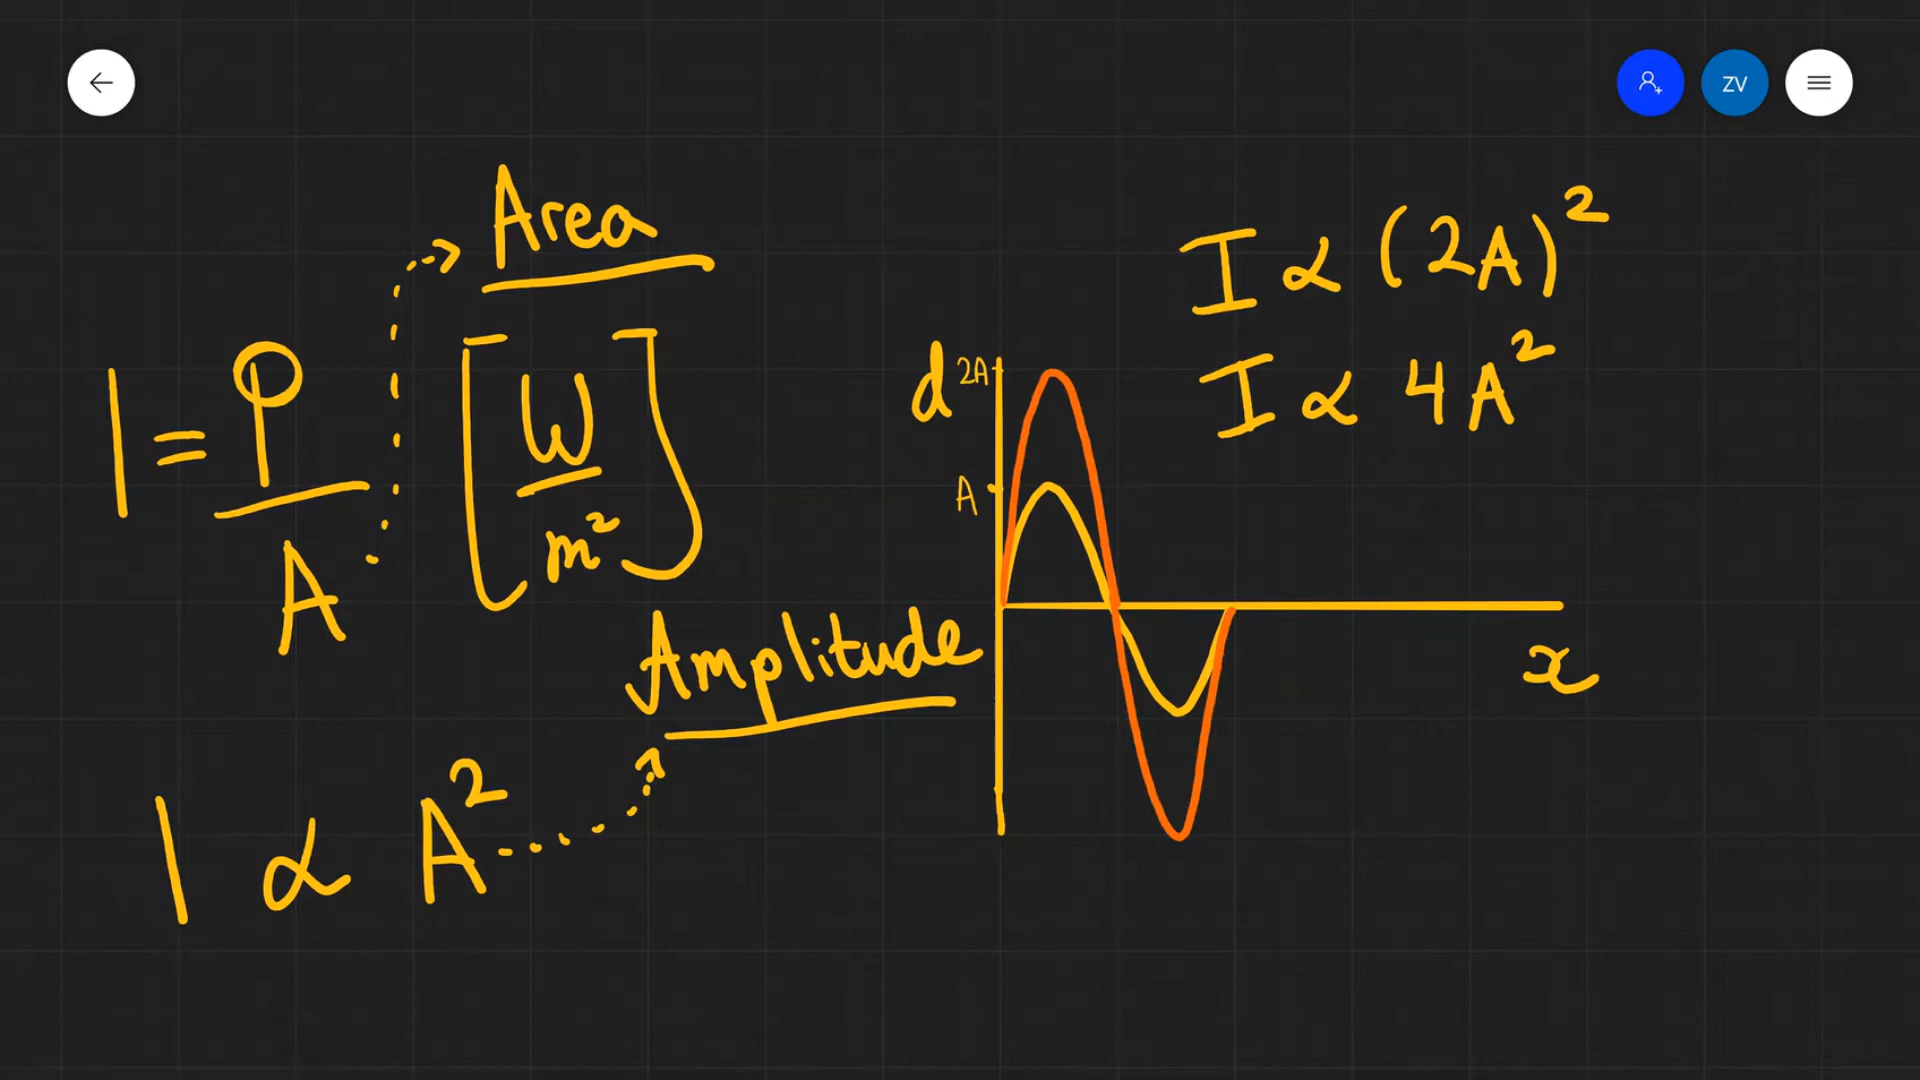 ZV
Area
I = P/A
[W/m²]
Amplitude
I ∝ A²
I ∝ (2A)²
I ∝ 4A²
d
2A
A
x